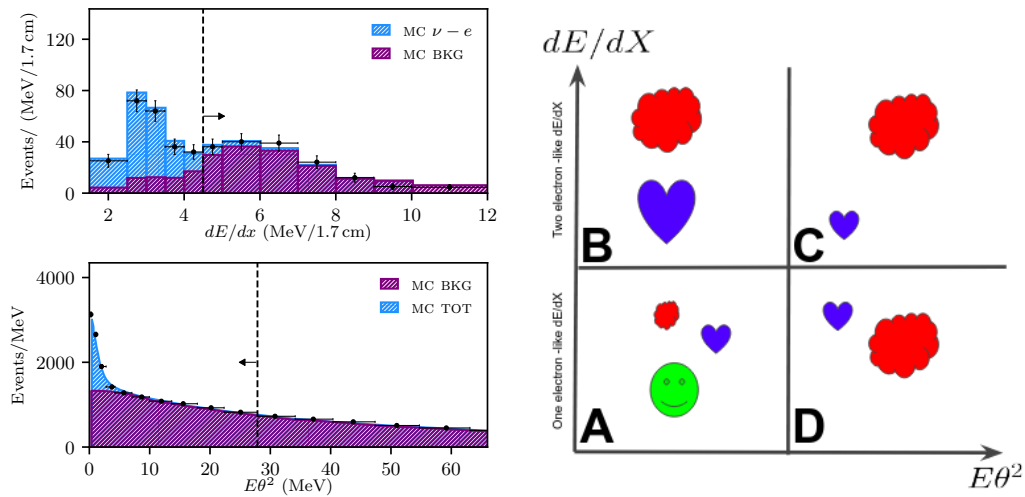 120
80
40
0
Events/ (MeV/1.7 cm)
MC ν − e
MC BKG
2 4 6 8 10 12
dE/dx (MeV/1.7 cm)
4000
2000
0
Events/MeV
MC BKG
MC TOT
0 10 20 30 40 50 60
Eθ² (MeV)
dE/dX
Two electron -like dE/dX
One electron -like dE/dX
B
C
A
D
Eθ²